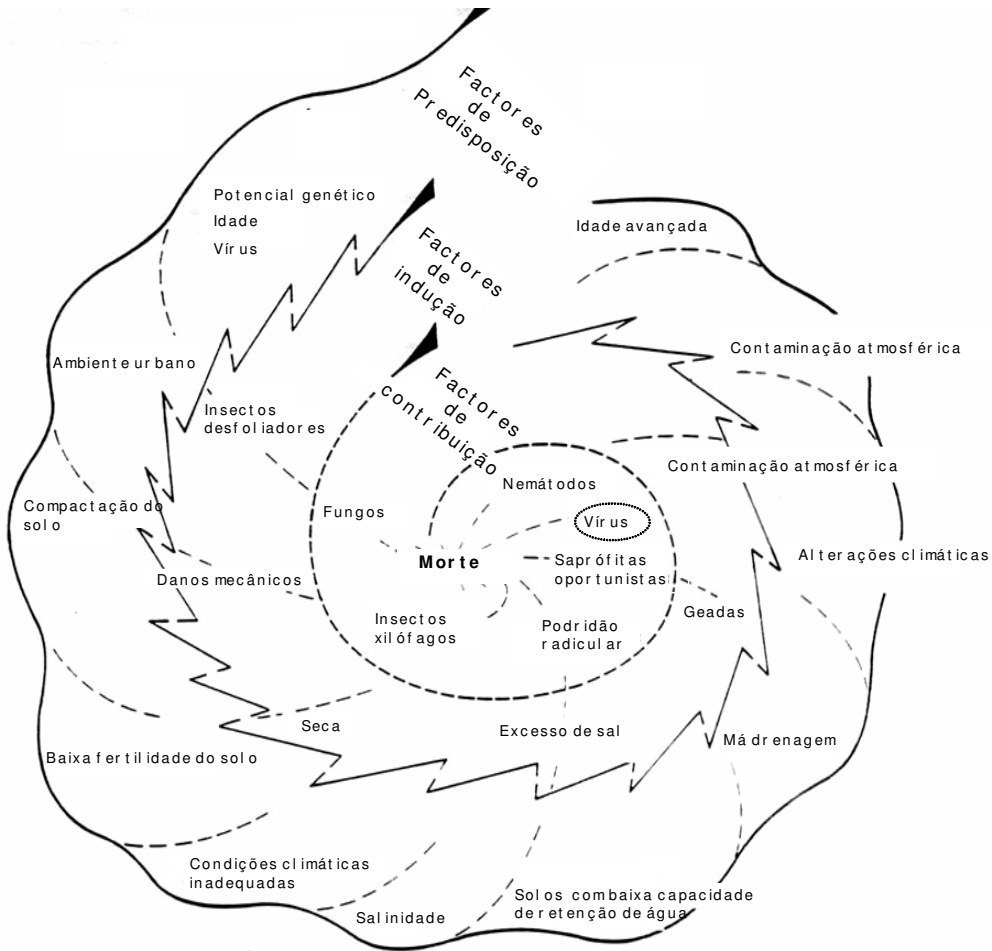 Factores
de
Predisposição
Potencial genético
Idade
Vírus
Factores
de
indução
Idade avançada
Ambiente urbano
Contaminação atmosférica
Factores
de
contribuição
Insectos
desfoliadores
Contaminação atmosférica
Nemátodos
Compactação do
solo
Fungos
Vírus
Morte
Saprófitas
oportunistas
Alterações climáticas
Danos mecânicos
Geadas
Insectos
xilófagos
Podridão
radicular
Seca
Excesso de sal
Má drenagem
Baixa fertilidade do solo
Condições climáticas
inadequadas
Salinidade
Solos com baixa capacidade
de retenção de água